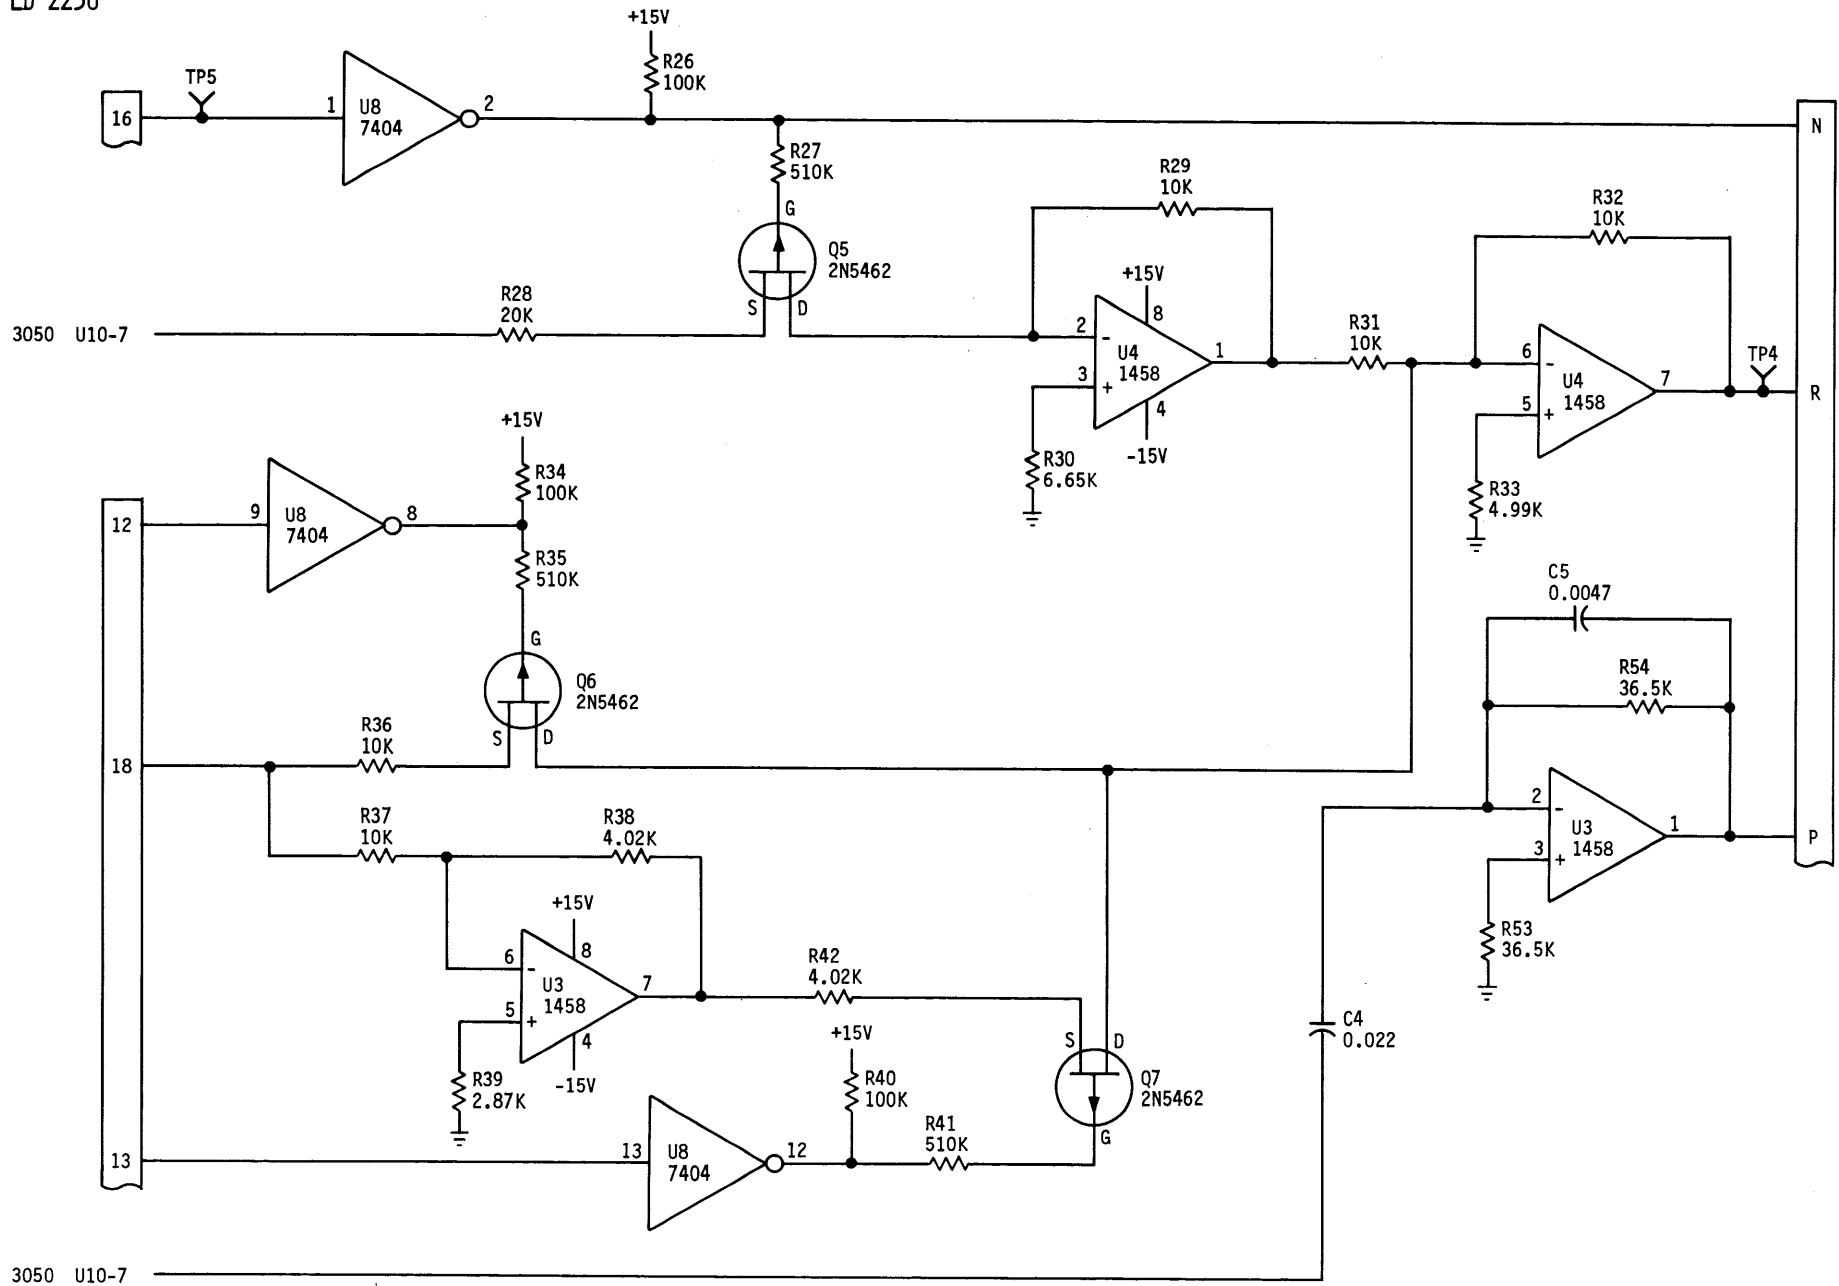 ED 2250
+15V
R26
100K
TP5
16
1
U8
7404
2
N
R27
510K
G
Q5
2N5462
S
D
R28
20K
3050 U10-7
R29
10K
+15V
8
2
-
U4
1458
1
3
+
4
-15V
R30
6.65K
R31
10K
R32
10K
6
-
U4
1458
7
5
+
TP4
R
R33
4.99K
+15V
R34
100K
12
9
U8
7404
8
R35
510K
G
Q6
2N5462
S
D
18
R36
10K
R37
10K
R38
4.02K
+15V
8
6
-
U3
1458
7
5
+
4
-15V
R39
2.87K
R42
4.02K
+15V
R40
100K
S
D
Q7
2N5462
G
R41
510K
13
13
U8
7404
12
C5
0.0047
R54
36.5K
2
-
U3
1458
1
3
+
P
R53
36.5K
C4
0.022
3050 U10-7